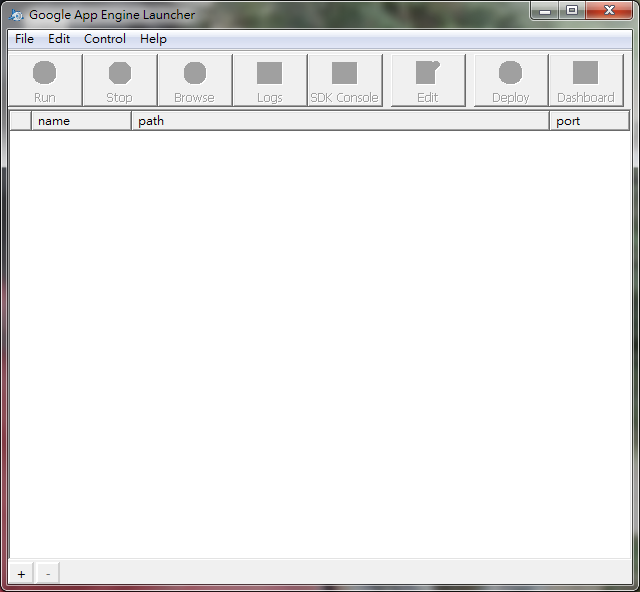 Google App Engine Launcher
File Edit Control Help
Run Stop Browse Logs SDK Console Edit Deploy Dashboard
name path port
+ -